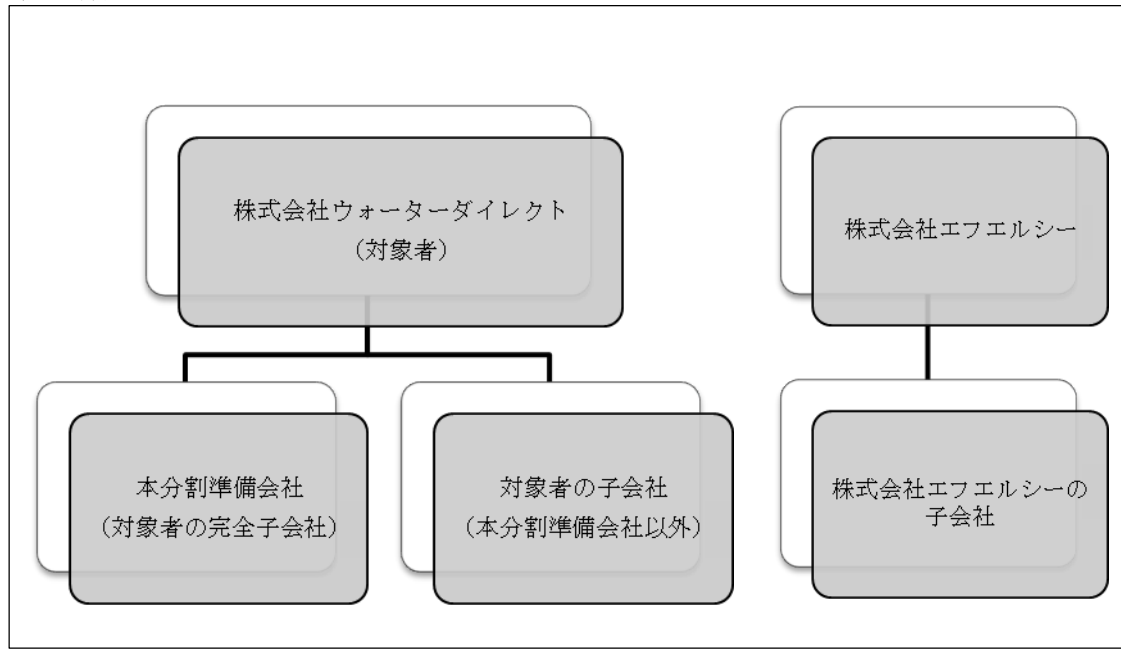 株式会社ウォーターダイレクト
（対象者）
株式会社エフエルシー
本分割準備会社
（対象者の完全子会社）
対象者の子会社
（本分割準備会社以外）
株式会社エフエルシーの
子会社